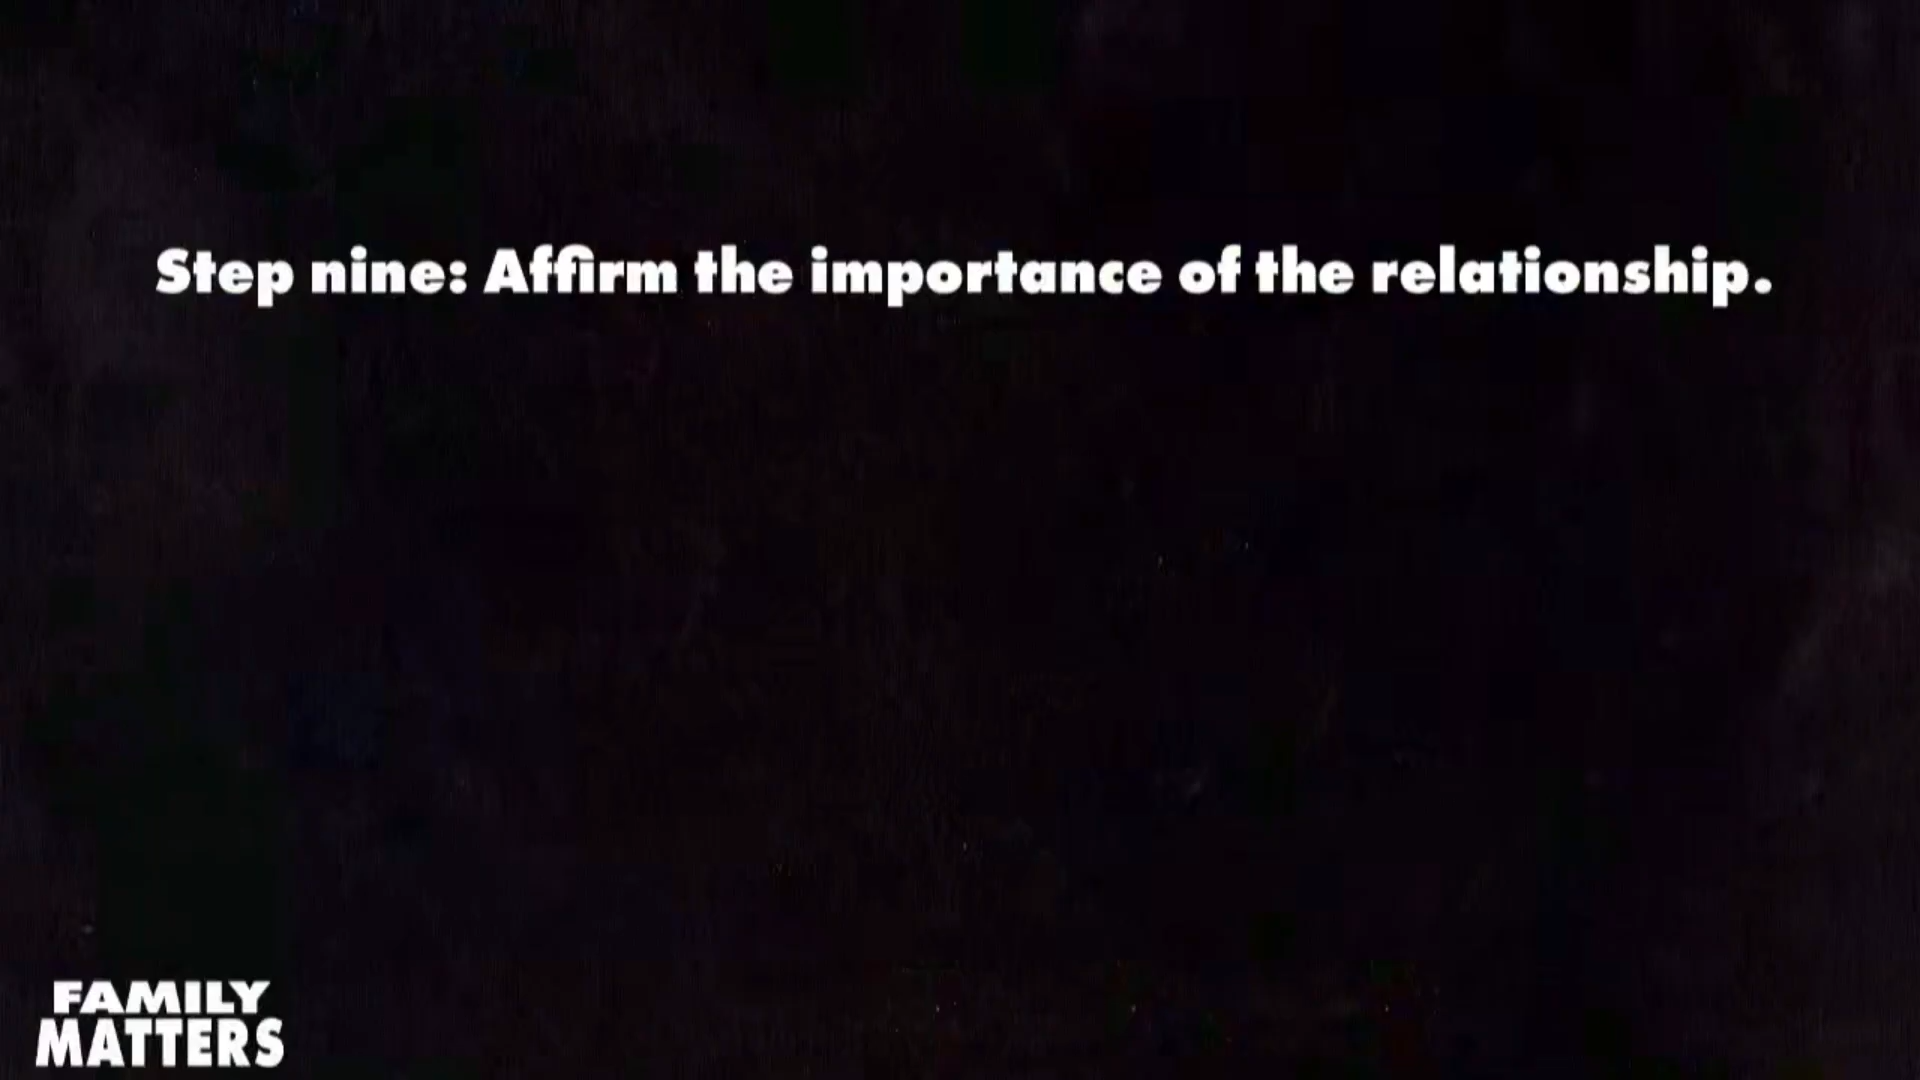 Step nine: Affirm the importance of the relationship.
FAMILY
MATTERS